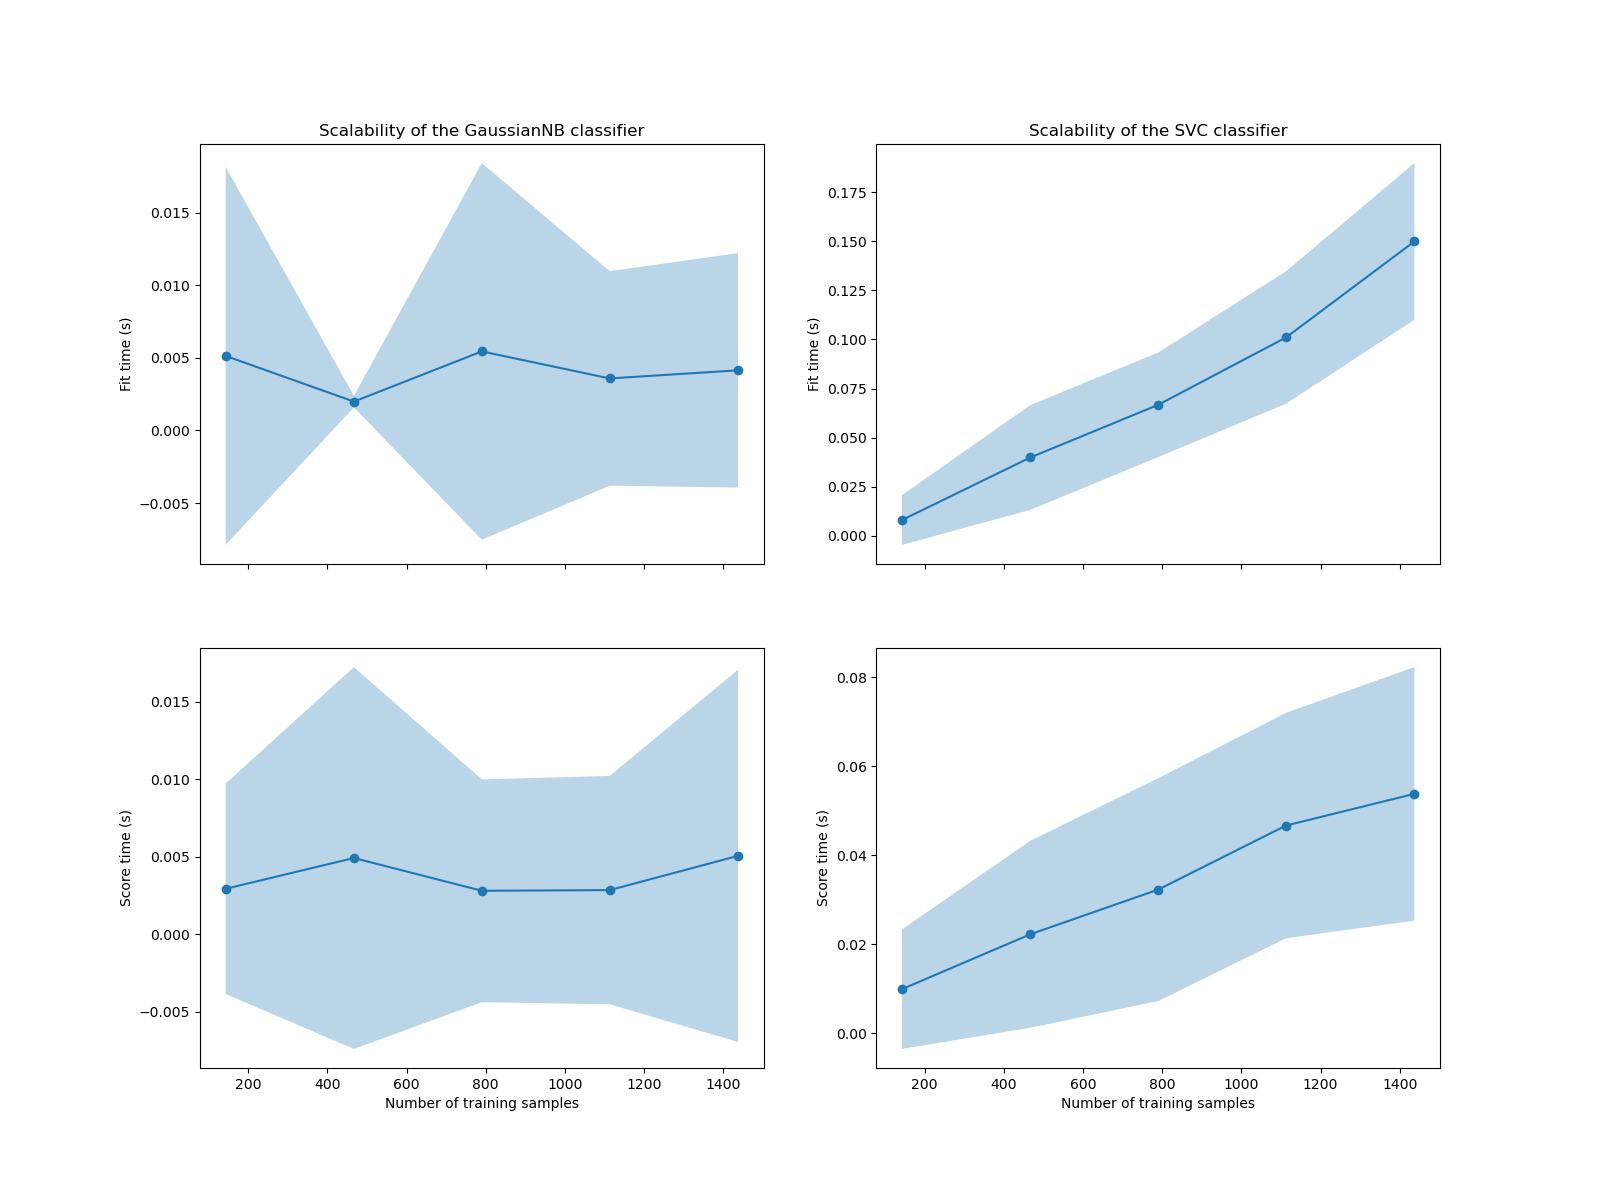 Scalability of the GaussianNB classifier
Fit time (s)
0.015
0.010
0.005
0.000
−0.005
Scalability of the SVC classifier
Fit time (s)
0.175
0.150
0.125
0.100
0.075
0.050
0.025
0.000
Score time (s)
0.015
0.010
0.005
0.000
−0.005
200 400 600 800 1000 1200 1400
Number of training samples
Score time (s)
0.08
0.06
0.04
0.02
0.00
200 400 600 800 1000 1200 1400
Number of training samples